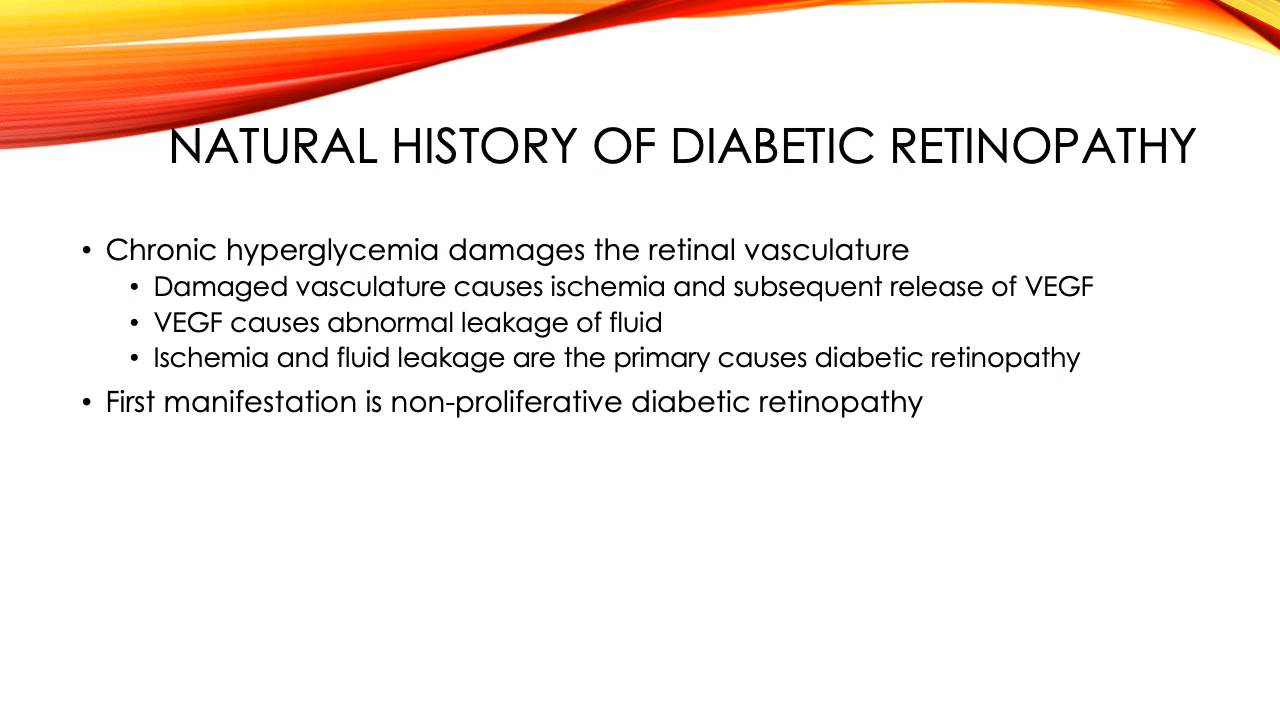 NATURAL HISTORY OF DIABETIC RETINOPATHY
• Chronic hyperglycemia damages the retinal vasculature
• Damaged vasculature causes ischemia and subsequent release of VEGF
• VEGF causes abnormal leakage of fluid
• Ischemia and fluid leakage are the primary causes diabetic retinopathy
• First manifestation is non-proliferative diabetic retinopathy